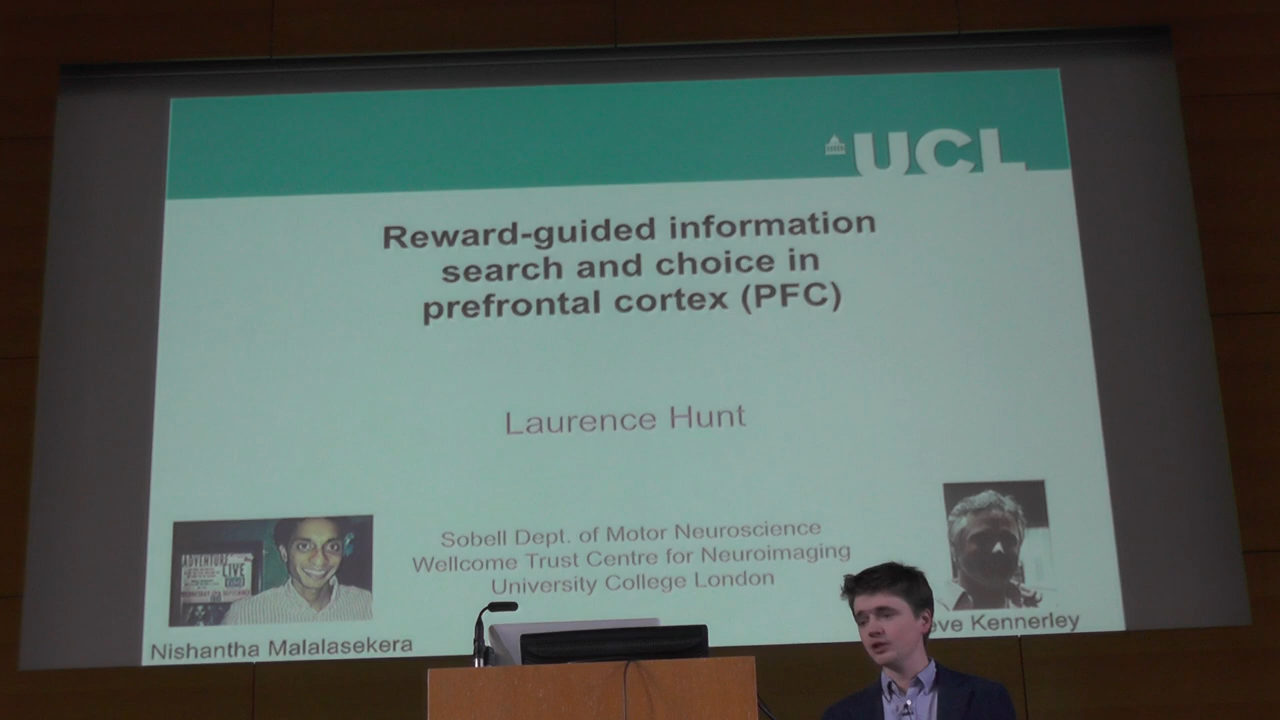 UCL
Reward-guided information
search and choice in
prefrontal cortex (PFC)
Laurence Hunt
Sobell Dept. of Motor Neuroscience
Wellcome Trust Centre for Neuroimaging
University College London
ADVENTURE
LIVE
Nishantha Malalasekera
Kennerley